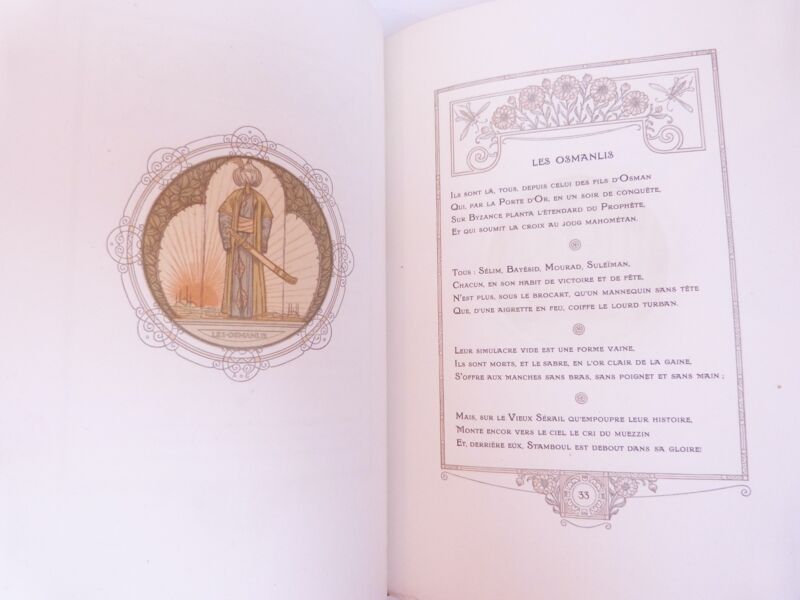 LES·OSMANLIS
LES OSMANLIS
ILS SONT LÀ, TOUS, DEPUIS CELUI DES FILS D'OSMAN
QUI, PAR LA PORTE D'OR, EN UN SOIR DE CONQUÊTE,
SUR BYZANCE PLANTA L'ÉTENDARD DU PROPHÈTE,
ET QUI SOUMIT LA CROIX AU JOUG MAHOMÉTAN.
TOUS : SÉLIM, BAYÉSID, MOURAD, SULEÏMAN,
CHACUN, EN SON HABIT DE VICTOIRE ET DE FÊTE,
N'EST PLUS, SOUS LE BROCART, QU'UN MANNEQUIN SANS TÊTE
QUE, D'UNE AIGRETTE EN FEU, COIFFE LE LOURD TURBAN.
LEUR SIMULACRE VIDE EST UNE FORME VAINE,
ILS SONT MORTS, ET LE SABRE, EN L'OR CLAIR DE LA GAINE,
S'OFFRE AUX MANCHES SANS BRAS, SANS POIGNET ET SANS MAIN ;
MAIS, SUR LE VIEUX SÉRAIL QU'EMPOUPRE LEUR HISTOIRE,
MONTE ENCOR VERS LE CIEL LE CRI DU MUEZZIN
ET, DERRIÈRE EUX, STAMBOUL EST DEBOUT DANS SA GLOIRE!
33